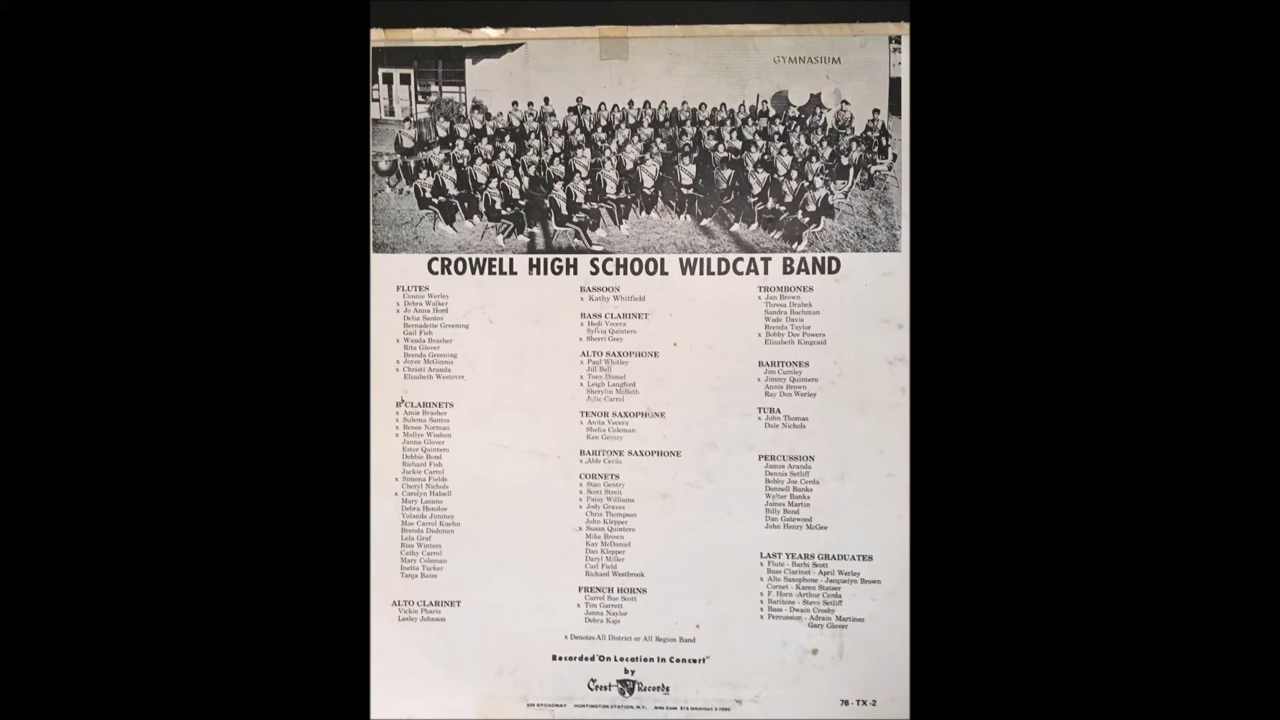 GYMNASIUM
CROWELL HIGH SCHOOL WILDCAT BAND
FLUTES
Connie Werley
x Debra Walker
x Jo Anna Hord
Delia Santos
Bernadette Greening
Gail Fish
x Wanda Brasher
Rita Glover
Brenda Greening
x Joyce McGinnis
x Christi Aranda
Elizabeth Westover
B♭ CLARINETS
x Amie Brasher
x Sulema Santos
x Renee Norman
x Mollye Wisdom
Janna Glover
Ester Quintero
Debbie Bond
Richard Fish
Jackie Carrol
x Simona Fields
Cheryl Nichols
x Carolyn Halsell
Mary Lozano
Debra Henslee
Yolanda Jiminez
Mae Carrol Kuehn
Brenda Dishman
Lela Graf
Risa Winters
Cathy Carrol
Mary Coleman
Inetta Tucker
Tanja Basse
ALTO CLARINET
Vickie Pharis
Lesley Johnson
BASSOON
x Kathy Whitfield
BASS CLARINET
x Hedi Vecera
Sylvia Quintero
x Sherri Grey
ALTO SAXOPHONE
x Paul Whitley
Jill Bell
x Tony Daniel
x Leigh Langford
Sherylin McBeth
Julie Carrol
TENOR SAXOPHONE
x Anita Vecera
Shelia Coleman
Ken Gentry
BARITONE SAXOPHONE
x Able Cerda
CORNETS
x Stan Gentry
x Scott Streit
x Patsy Williams
x Jody Graves
Chris Thompson
John Klepper
x Susan Quintero
Mike Brown
Kay McDaniel
Dan Klepper
Daryl Miller
Carl Field
Richard Westbrook
FRENCH HORNS
Carrol Sue Scott
x Tim Garrett
Jonna Naylor
Debra Kajs
x Denotes All District or All Region Band
TROMBONES
x Jan Brown
Thresa Drabek
Sandra Bachman
Wade Davis
Brenda Taylor
x Bobby Dee Powers
Elizabeth Kingcaid
BARITONES
Jim Cumley
x Jimmy Quintero
Annis Brown
Ray Don Werley
TUBA
x John Thomas
Dale Nichols
PERCUSSION
James Aranda
Dennis Setliff
Bobby Joe Cerda
Donnell Banks
Walter Banks
James Martin
Billy Bond
Dan Gatewood
John Henry McGee
LAST YEARS GRADUATES
x Flute - Barbi Scott
Bass Clarinet - April Werley
x Alto Saxophone - Jacquelyn Brown
Cornet - Karen Statser
x F. Horn - Arthur Cerda
x Baritone - Steve Setliff
x Bass - Dwain Crosby
x Percussion - Adrain Martinez
Gary Glover
Recorded "On Location In Concert"
by
Crest Records
BROADWAY HUNTINGTON STATION, N.Y. Area Code 516
76 - TX - 2